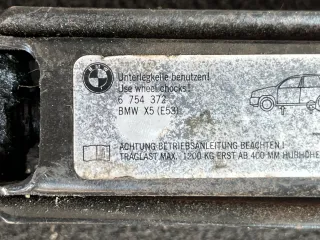 BMW
Unterlegkeile benutzen!
Use wheel chocks!
6 754 372
BMW X5 (E53)
ACHTUNG BETRIEBSANLEITUNG BEACHTEN!
TRAGLAST MAX. 1200 KG ERST AB 400 MM HUBHÖHE